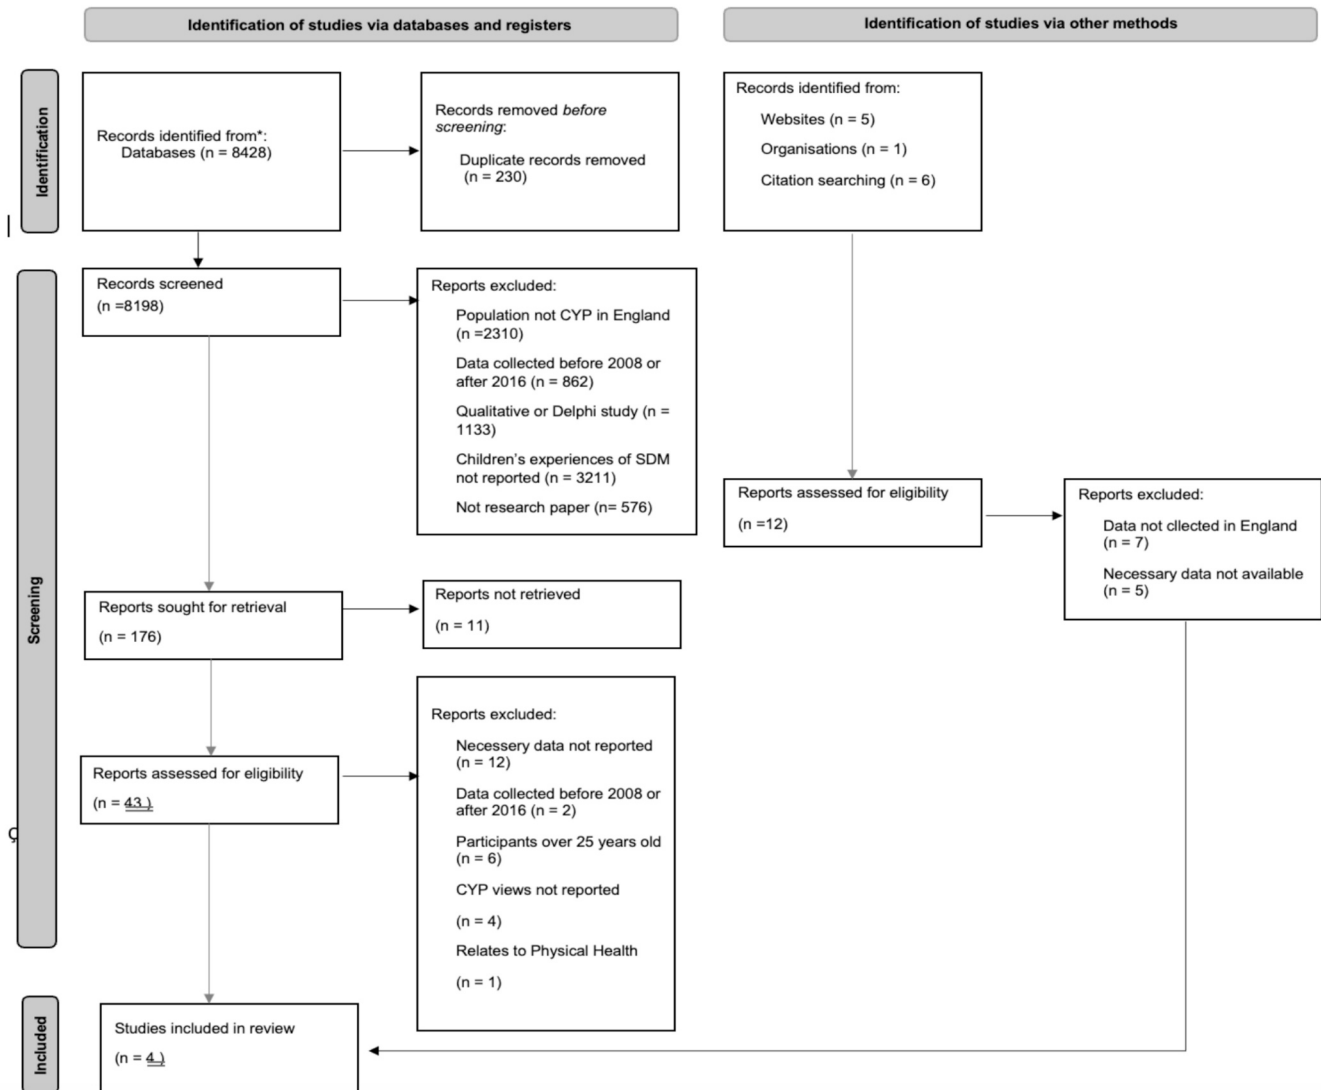 Identification of studies via databases and registers
Identification of studies via other methods
Identification
Records identified from*:
Databases (n = 8428)
Records removed before
screening:
Duplicate records removed
(n = 230)
Records identified from:
Websites (n = 5)
Organisations (n = 1)
Citation searching (n = 6)
Screening
Records screened
(n =8198)
Reports excluded:
Population not CYP in England
(n =2310)
Data collected before 2008 or
after 2016 (n = 862)
Qualitative or Delphi study (n =
1133)
Children's experiences of SDM
not reported (n = 3211)
Not research paper (n= 576)
Reports assessed for eligibility
(n =12)
Reports excluded:
Data not cllected in England
(n = 7)
Necessary data not available
(n = 5)
Reports sought for retrieval
(n = 176)
Reports not retrieved
(n = 11)
Reports assessed for eligibility
(n = 43 )
Reports excluded:
Necessery data not reported
(n = 12)
Data collected before 2008 or
after 2016 (n = 2)
Participants over 25 years old
(n = 6)
CYP views not reported
(n = 4)
Relates to Physical Health
(n = 1)
Included
Studies included in review
(n = 4 )